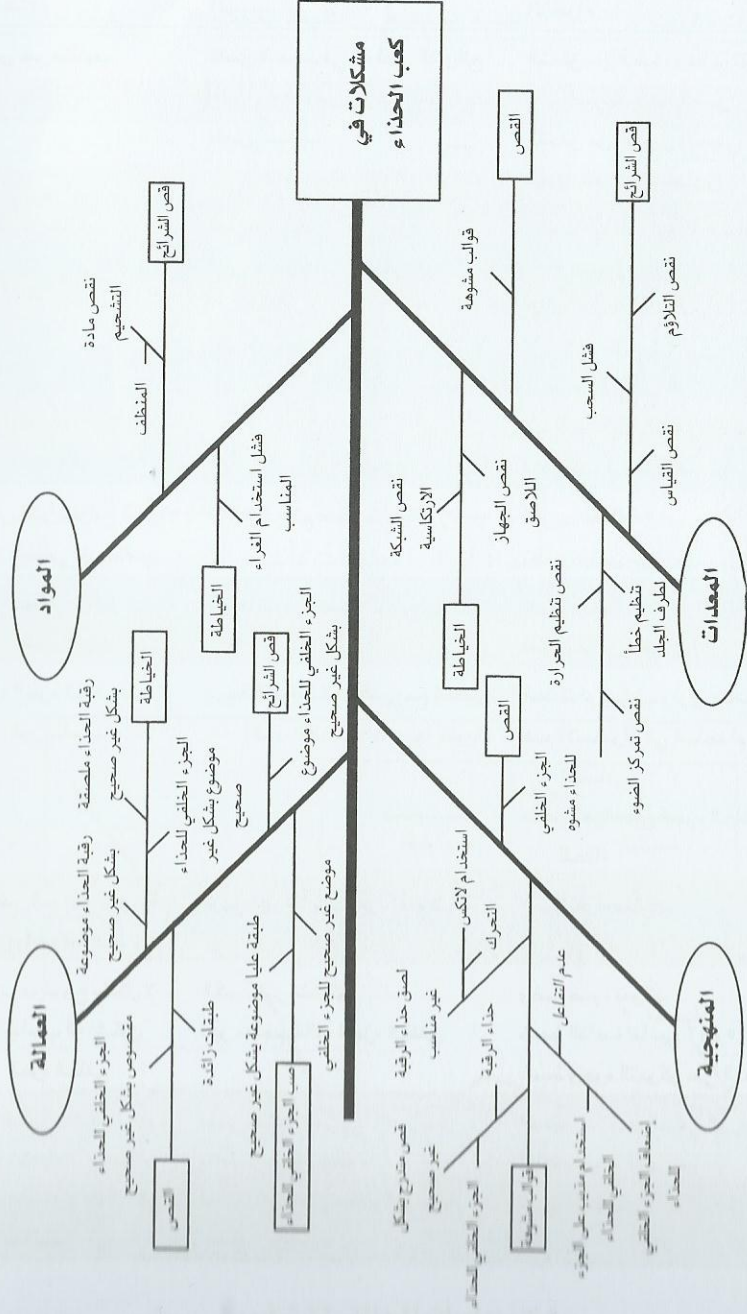 مشكلات في
كعب الحذاء
المواد
قص الشرائح
نقص مادة
التشحيم
المنظف
الخياطة
فشل استخدام الغراء
المناسب
العمالة
الخياطة
رقبة الحذاء ملصقة
بشكل غير صحيح
رقبة الحذاء موضوعة
بشكل غير صحيح
الجزء الخلفي للحذاء
موضوع بشكل غير
صحيح
قص الشرائح
الجزء الخلفي للحذاء موضوع
بشكل غير صحيح
القص
الجزء الخلفي للحذاء
مقصوص بشكل غير صحيح
طبقات زائدة
صب الجزء الخلفي للحذاء
طبقة عليا موضوعة بشكل غير صحيح
موضع غير صحيح للجزء الخلفي
المعدات
القص
قوالب مشوهة
قص الشرائح
نقص التلاؤم
فشل السحب
نقص القياس
الخياطة
نقص الشبكة
الارتكاسية
نقص الجهاز
اللاصق
نقص تنظيم الحرارة
تنظيم خطأ
لطرف الجلد
نقص تمركز الضوء
المنهجية
القص
الجزء الخلفي
للحذاء مشوه
استخدام لاتكس
التحرك
لصق حذاء الرقبة
غير مناسب
حذاء الرقبة
قص متدرج بشكل
غير صحيح
الجزء الخلفي للحذاء
قوالب مشوهة
عدم التفاعل
استخدام مذيب على الجزء
الخلفي للحذاء
إضعاف الجزء الخلفي
للحذاء